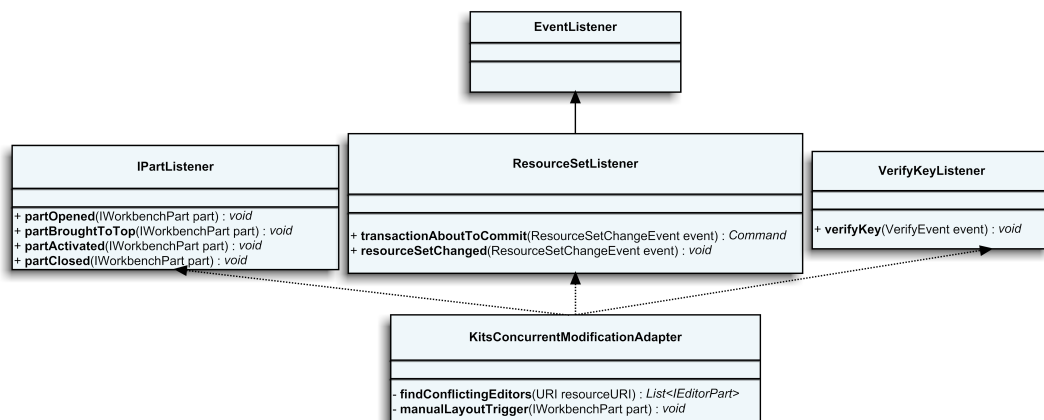 EventListener
IPartListener
+ partOpened(IWorkbenchPart part) : void
+ partBroughtToTop(IWorkbenchPart part) : void
+ partActivated(IWorkbenchPart part) : void
+ partClosed(IWorkbenchPart part) : void
ResourceSetListener
+ transactionAboutToCommit(ResourceSetChangeEvent event) : Command
+ resourceSetChanged(ResourceSetChangeEvent event) : void
VerifyKeyListener
+ verifyKey(VerifyEvent event) : void
KitsConcurrentModificationAdapter
- findConflictingEditors(URI resourceURI) : List<IEditorPart>
- manualLayoutTrigger(IWorkbenchPart part) : void